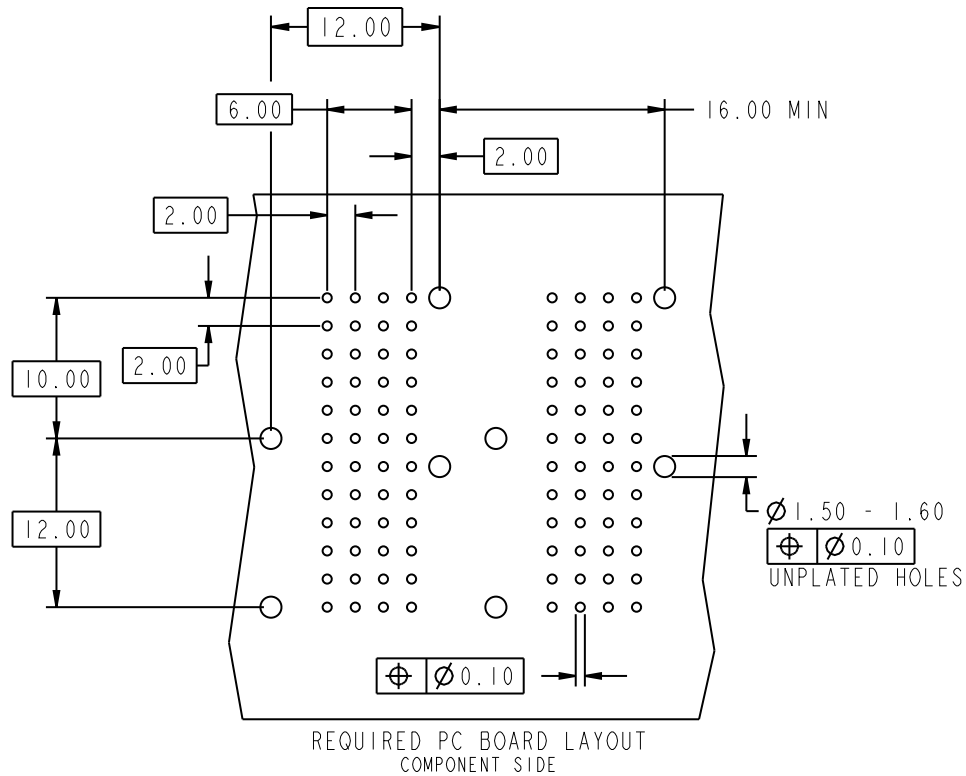 12.00
6.00
16.00 MIN
2.00
2.00
2.00
10.00
12.00
Ø1.50 - 1.60
⌖ Ø0.10
UNPLATED HOLES
⌖ Ø0.10
REQUIRED PC BOARD LAYOUT
COMPONENT SIDE